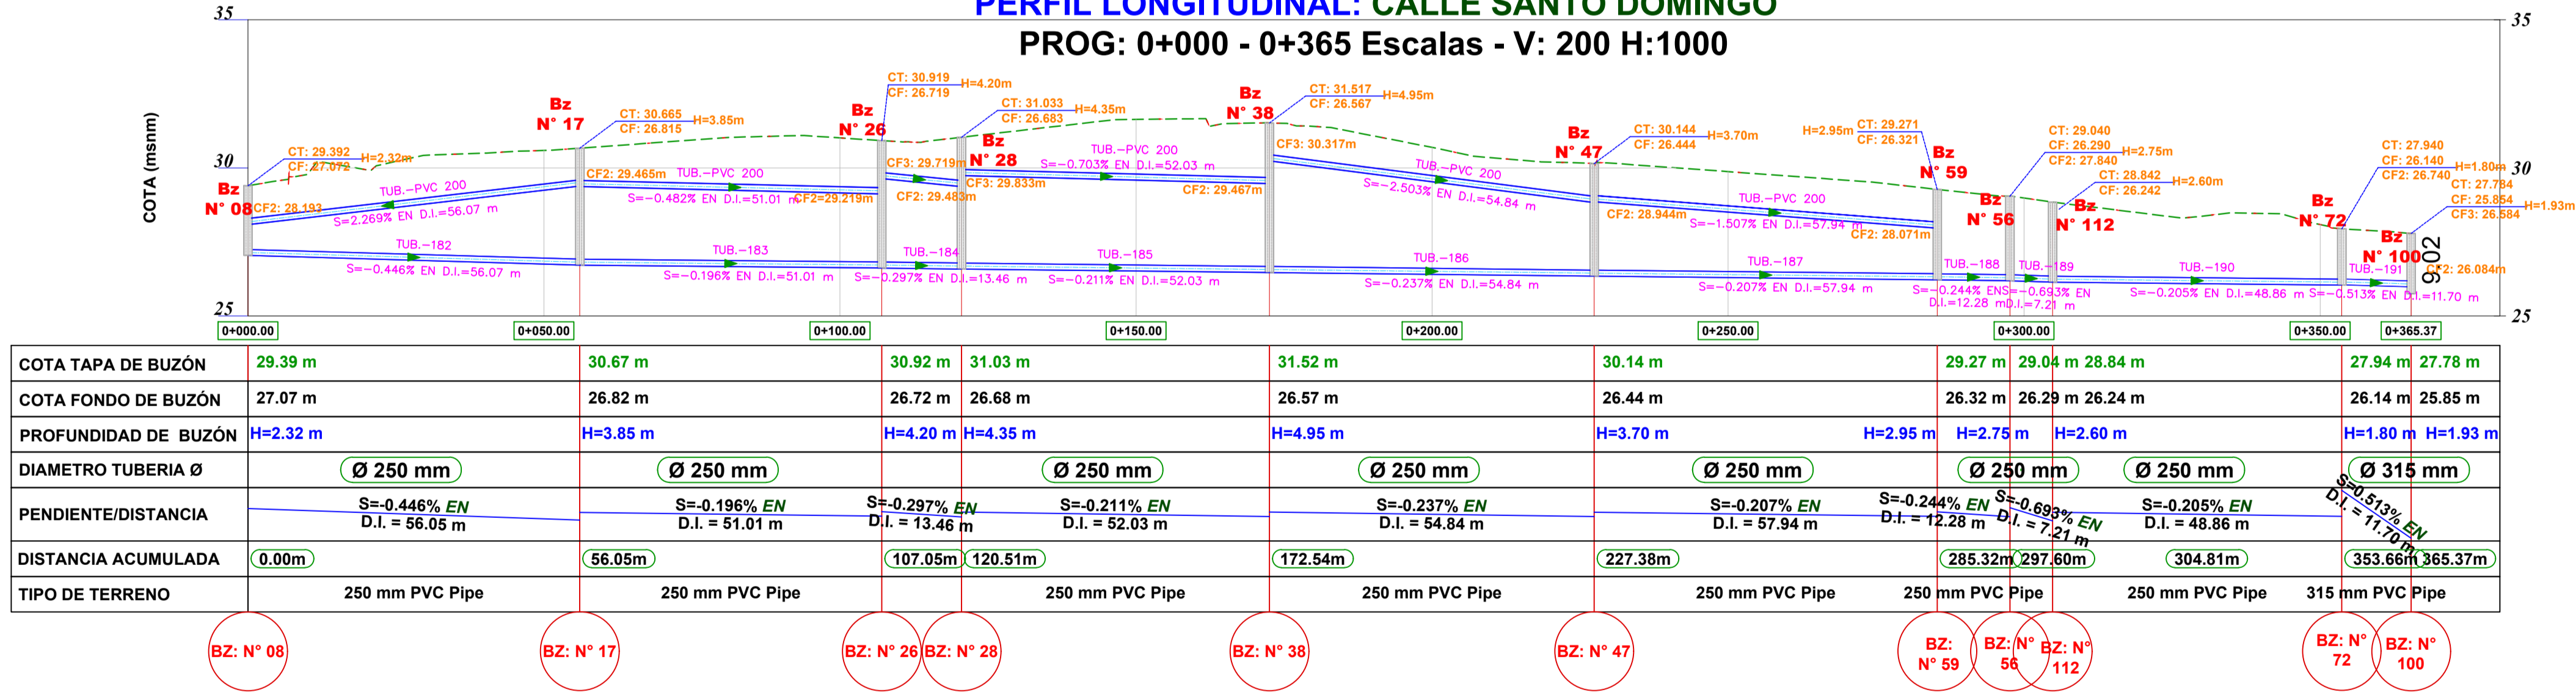 PERFIL LONGITUDINAL: CALLE SANTO DOMINGO
PROG: 0+000 - 0+365 Escalas - V: 200 H:1000
35
30
25
COTA (msnm)
35
30
25
Bz
N° 08
CT: 29.392
CF: 27.072
H=2.32m
CF2: 28.193
TUB.-PVC 200
S=2.269% EN D.I.=56.07 m
TUB.-182
S=-0.446% EN D.I.=56.07 m
Bz
N° 17
CT: 30.665
CF: 26.815
H=3.85m
CF2: 29.465m
TUB.-PVC 200
S=-0.482% EN D.I.=51.01 m
TUB.-183
S=-0.196% EN D.I.=51.01 m
Bz
N° 26
CT: 30.919
CF: 26.719
H=4.20m
CF2=29.219m
CF3: 29.719m
CF2: 29.483m
TUB.-184
S=-0.297% EN D.I.=13.46 m
Bz
N° 28
CT: 31.033
CF: 26.683
H=4.35m
CF3: 29.833m
TUB.-PVC 200
S=-0.703% EN D.I.=52.03 m
CF2: 29.467m
TUB.-185
S=-0.211% EN D.I.=52.03 m
Bz
N° 38
CT: 31.517
CF: 26.567
H=4.95m
CF3: 30.317m
TUB.-PVC 200
S=-2.503% EN D.I.=54.84 m
TUB.-186
S=-0.237% EN D.I.=54.84 m
Bz
N° 47
CT: 30.144
CF: 26.444
H=3.70m
CF2: 28.944m
TUB.-PVC 200
S=-1.507% EN D.I.=57.94 m
CF2: 28.071m
TUB.-187
S=-0.207% EN D.I.=57.94 m
H=2.95m
CT: 29.271
CF: 26.321
Bz
N° 59
TUB.-188
S=-0.244% EN
D.I.=12.28 m
CT: 29.040
CF: 26.290
CF2: 27.840
H=2.75m
Bz
N° 56
TUB.-189
S=-0.693% EN
D.I.=7.21 m
CT: 28.842
CF: 26.242
H=2.60m
Bz
N° 112
TUB.-190
S=-0.205% EN D.I.=48.86 m
CT: 27.940
CF: 26.140
CF2: 26.740
H=1.80m
Bz
N° 72
TUB.-191
S=-0.513% EN D.I.=11.70 m
CT: 27.784
CF: 25.854
CF3: 26.584
H=1.93m
Bz
N° 100
CF2: 26.084m
9.02
0+000.00 0+050.00 0+100.00 0+150.00 0+200.00 0+250.00 0+300.00 0+350.00 0+365.37
COTA TAPA DE BUZÓN 29.39 m 30.67 m 30.92 m 31.03 m 31.52 m 30.14 m 29.27 m 29.04 m 28.84 m 27.94 m 27.78 m
COTA FONDO DE BUZÓN 27.07 m 26.82 m 26.72 m 26.68 m 26.57 m 26.44 m 26.32 m 26.29 m 26.24 m 26.14 m 25.85 m
PROFUNDIDAD DE BUZÓN H=2.32 m H=3.85 m H=4.20 m H=4.35 m H=4.95 m H=3.70 m H=2.95 m H=2.75 m H=2.60 m H=1.80 m H=1.93 m
DIAMETRO TUBERIA Ø Ø 250 mm Ø 250 mm Ø 250 mm Ø 250 mm Ø 250 mm Ø 250 mm Ø 250 mm Ø 315 mm
PENDIENTE/DISTANCIA
S=-0.446% EN
D.I. = 56.05 m
S=-0.196% EN
D.I. = 51.01 m
S=-0.297% EN
D.I. = 13.46 m
S=-0.211% EN
D.I. = 52.03 m
S=-0.237% EN
D.I. = 54.84 m
S=-0.207% EN
D.I. = 57.94 m
S=-0.244% EN
D.I. = 12.28 m
S=-0.693% EN
D.I. = 7.21 m
S=-0.205% EN
D.I. = 48.86 m
S=0.513% EN
D.I. = 11.70 m
DISTANCIA ACUMULADA 0.00m 56.05m 107.05m 120.51m 172.54m 227.38m 285.32m 297.60m 304.81m 353.66m 365.37m
TIPO DE TERRENO 250 mm PVC Pipe 250 mm PVC Pipe 250 mm PVC Pipe 250 mm PVC Pipe 250 mm PVC Pipe 250 mm PVC Pipe 250 mm PVC Pipe 315 mm PVC Pipe
BZ: N° 08
BZ: N° 17
BZ: N° 26
BZ: N° 28
BZ: N° 38
BZ: N° 47
BZ:
N° 59
BZ: N°
56
BZ: N°
112
BZ: N°
72
BZ: N°
100